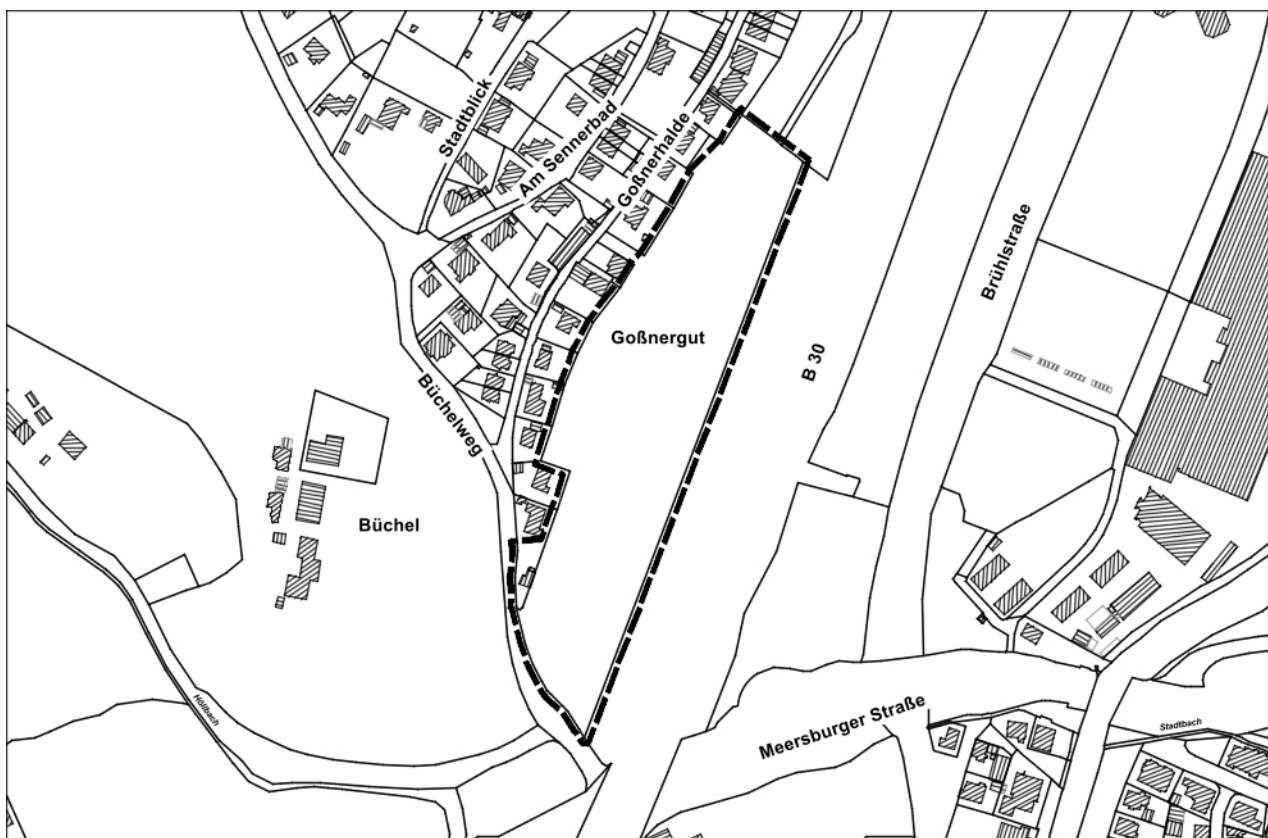 Stadtblick
Am Sennerbad
Goßnerhalde
Brühlstraße
Goßnergut
B 30
Büchelweg
Büchel
Höllbach
Meersburger Straße
Stadtbach